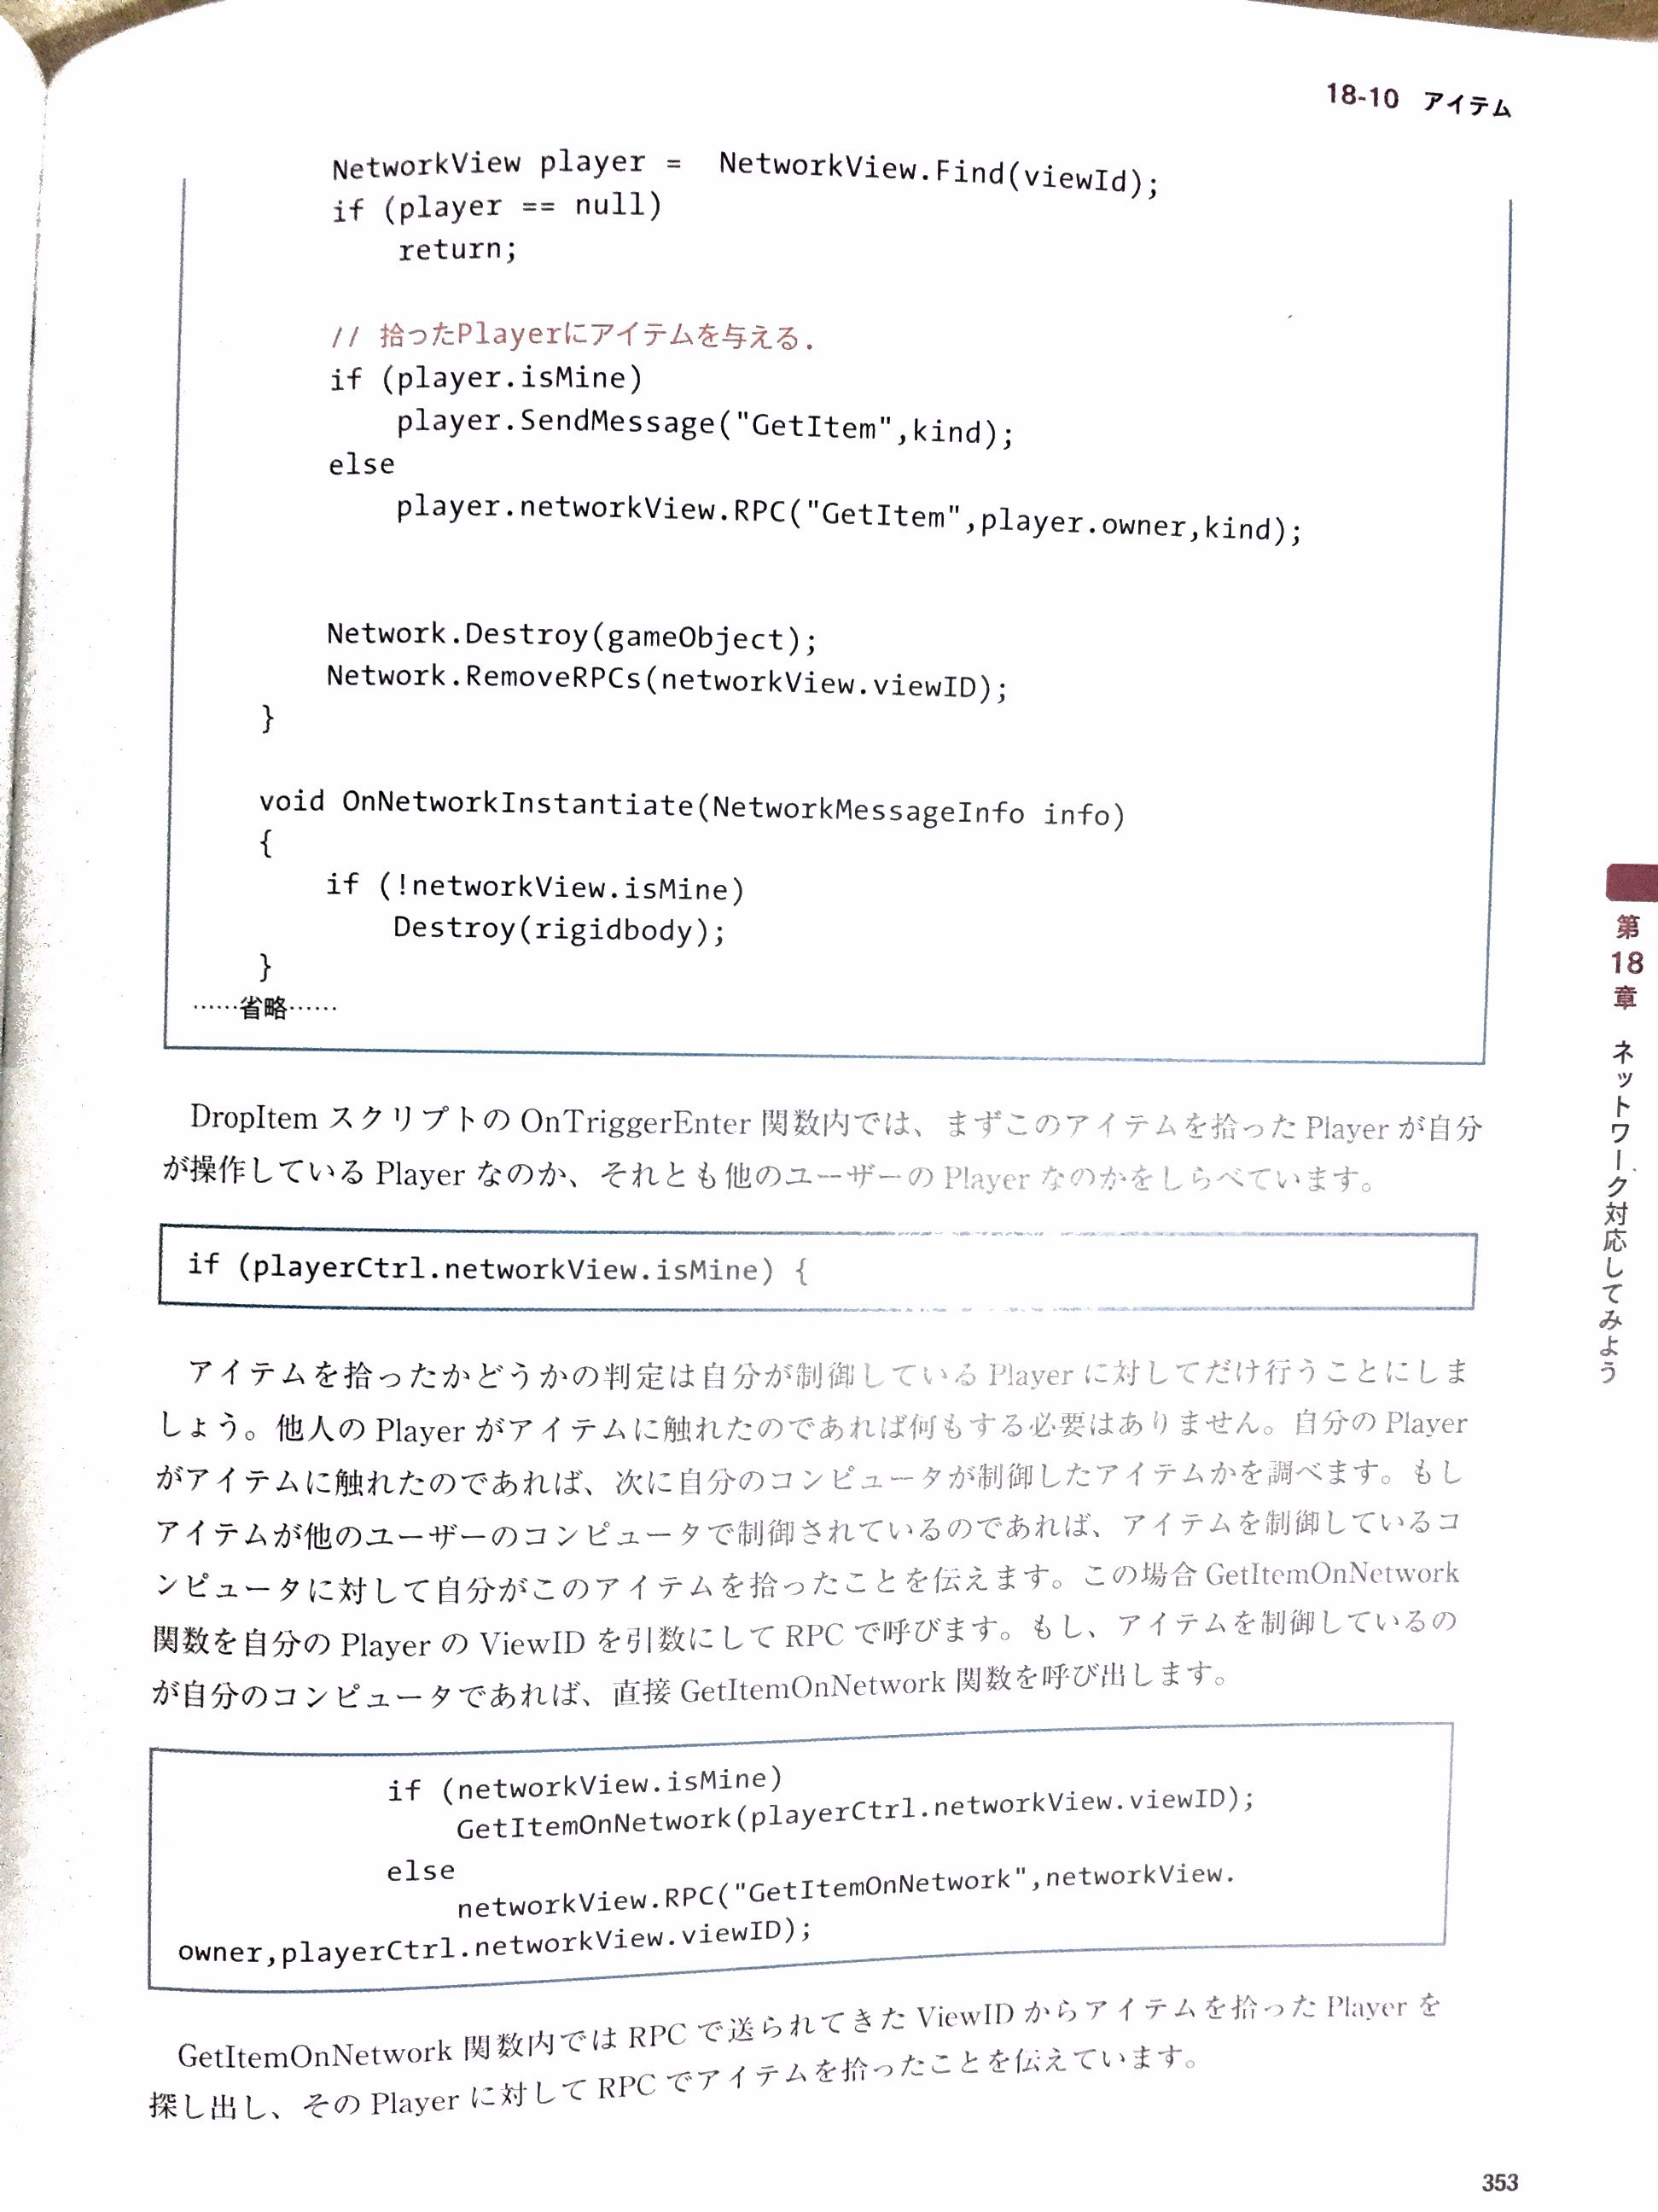 18-10 アイテム
NetworkView player =  NetworkView.Find(viewId);
if (player == null)
    return;
// 拾ったPlayerにアイテムを与える.
if (player.isMine)
    player.SendMessage("GetItem",kind);
else
    player.networkView.RPC("GetItem",player.owner,kind);
Network.Destroy(gameObject);
Network.RemoveRPCs(networkView.viewID);
}
void OnNetworkInstantiate(NetworkMessageInfo info)
{
if (!networkView.isMine)
    Destroy(rigidbody);
}
……省略……
DropItem スクリプトの OnTriggerEnter 関数内では、まずこのアイテムを拾った Player が自分
が操作している Player なのか、それとも他のユーザーの Player なのかをしらべています。
if (playerCtrl.networkView.isMine) {
アイテムを拾ったかどうかの判定は自分が制御している Player に対してだけ行うことにしま
しょう。他人の Player がアイテムに触れたのであれば何もする必要はありません。自分の Player
がアイテムに触れたのであれば、次に自分のコンピュータが制御したアイテムかを調べます。もし
アイテムが他のユーザーのコンピュータで制御されているのであれば、アイテムを制御しているコ
ンピュータに対して自分がこのアイテムを拾ったことを伝えます。この場合 GetItemOnNetwork
関数を自分の Player の ViewID を引数にして RPC で呼びます。もし、アイテムを制御しているの
が自分のコンピュータであれば、直接 GetItemOnNetwork 関数を呼び出します。
if (networkView.isMine)
    GetItemOnNetwork(playerCtrl.networkView.viewID);
else
    networkView.RPC("GetItemOnNetwork",networkView.
owner,playerCtrl.networkView.viewID);
GetItemOnNetwork 関数内では RPC で送られてきた ViewID からアイテムを拾った Player を
探し出し、その Player に対して RPC でアイテムを拾ったことを伝えています。
第18章 ネットワーク対応してみよう
353